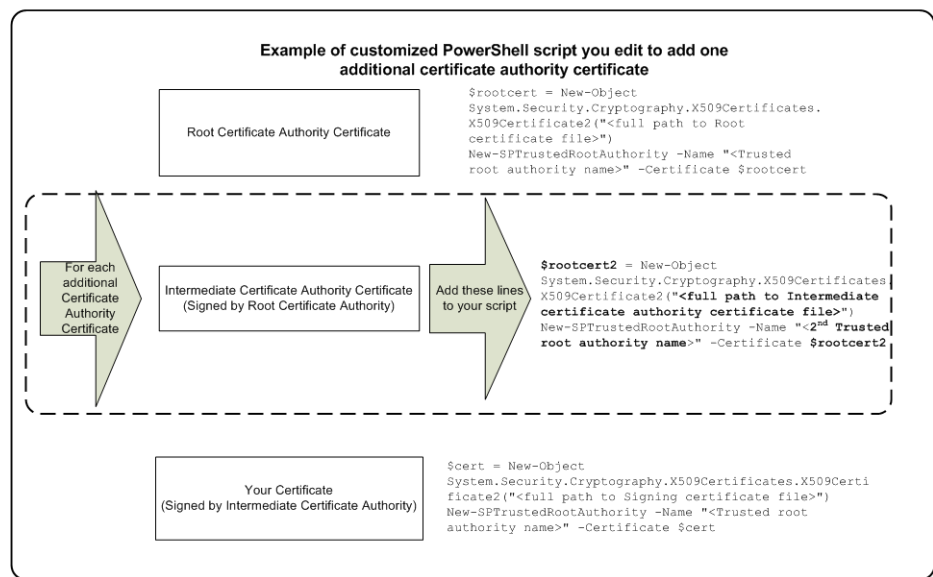 Example of customized PowerShell script you edit to add one
additional certificate authority certificate
Root Certificate Authority Certificate
$rootcert = New-Object
System.Security.Cryptography.X509Certificates.
X509Certificate2("<full path to Root
certificate file>")
New-SPTrustedRootAuthority -Name "<Trusted
root authority name>" -Certificate $rootcert
For each
additional
Certificate
Authority
Certificate
Intermediate Certificate Authority Certificate
(Signed by Root Certificate Authority)
Add these lines
to your script
$rootcert2 = New-Object
System.Security.Cryptography.X509Certificates.
X509Certificate2("<full path to Intermediate
certificate authority certificate file>")
New-SPTrustedRootAuthority -Name "<2nd Trusted
root authority name>" -Certificate $rootcert2
Your Certificate
(Signed by Intermediate Certificate Authority)
$cert = New-Object
System.Security.Cryptography.X509Certificates.X509Certi
ficate2("<full path to Signing certificate file>")
New-SPTrustedRootAuthority -Name "<Trusted root
authority name>" -Certificate $cert